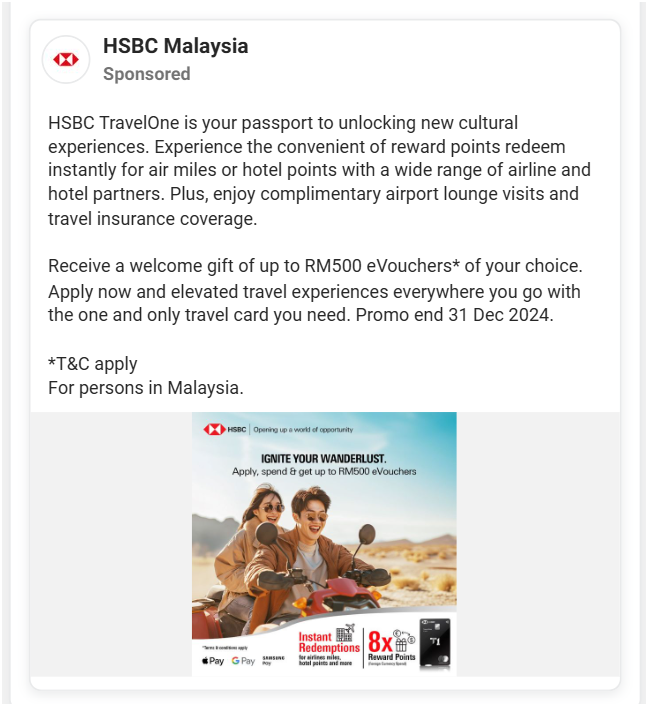 HSBC Malaysia
Sponsored
HSBC TravelOne is your passport to unlocking new cultural
experiences. Experience the convenient of reward points redeem
instantly for air miles or hotel points with a wide range of airline and
hotel partners. Plus, enjoy complimentary airport lounge visits and
travel insurance coverage.
Receive a welcome gift of up to RM500 eVouchers* of your choice.
Apply now and elevated travel experiences everywhere you go with
the one and only travel card you need. Promo end 31 Dec 2024.
*T&C apply
For persons in Malaysia.
HSBC | Opening up a world of opportunity
IGNITE YOUR WANDERLUST.
Apply, spend & get up to RM500 eVouchers
*Terms & conditions apply
Pay G Pay SAMSUNG Pay
Instant
Redemptions
for airlines miles,
hotel points and more
8x
Reward Points
(Foreign Currency Spend)
T1